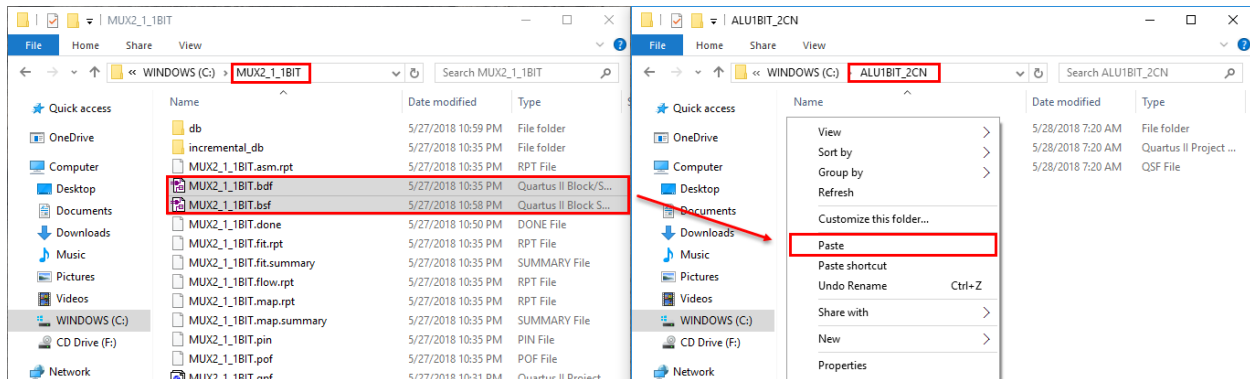 MUX2_1_1BIT
File Home Share View
« WINDOWS (C:) › MUX2_1_1BIT Search MUX2_1_1BIT
Quick access
OneDrive
Computer
Desktop
Documents
Downloads
Music
Pictures
Videos
WINDOWS (C:)
CD Drive (F:)
Network
Name Date modified Type
db 5/27/2018 10:59 PM File folder
incremental_db 5/27/2018 10:35 PM File folder
MUX2_1_1BIT.asm.rpt 5/27/2018 10:35 PM RPT File
MUX2_1_1BIT.bdf 5/27/2018 10:35 PM Quartus II Block/S...
MUX2_1_1BIT.bsf 5/27/2018 10:58 PM Quartus II Block S...
MUX2_1_1BIT.done 5/27/2018 10:50 PM DONE File
MUX2_1_1BIT.fit.rpt 5/27/2018 10:35 PM RPT File
MUX2_1_1BIT.fit.summary 5/27/2018 10:35 PM SUMMARY File
MUX2_1_1BIT.flow.rpt 5/27/2018 10:35 PM RPT File
MUX2_1_1BIT.map.rpt 5/27/2018 10:35 PM RPT File
MUX2_1_1BIT.map.summary 5/27/2018 10:35 PM SUMMARY File
MUX2_1_1BIT.pin 5/27/2018 10:35 PM PIN File
MUX2_1_1BIT.pof 5/27/2018 10:35 PM POF File
MUX2_1_1BIT.qpf 5/27/2018 10:31 PM Quartus II Project
ALU1BIT_2CN
File Home Share View
« WINDOWS (C:) › ALU1BIT_2CN Search ALU1BIT_2CN
Quick access
OneDrive
Computer
Desktop
Documents
Downloads
Music
Pictures
Videos
WINDOWS (C:)
CD Drive (F:)
Network
Name Date modified Type
5/28/2018 7:20 AM File folder
5/28/2018 7:20 AM Quartus II Project ...
5/28/2018 7:20 AM QSF File
View
Sort by
Group by
Refresh
Customize this folder...
Paste
Paste shortcut
Undo Rename Ctrl+Z
Share with
New
Properties